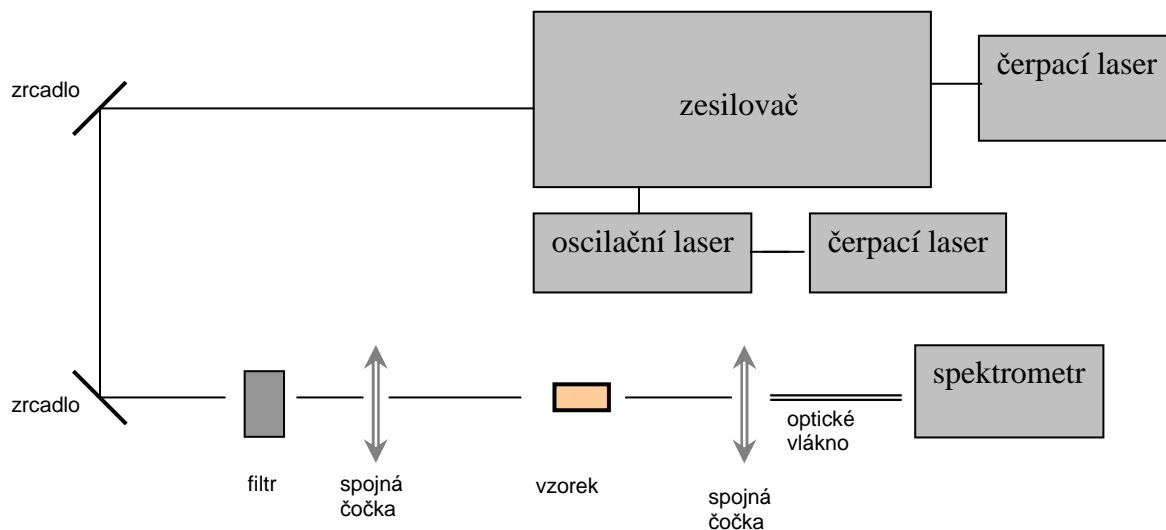 zrcadlo
zesilovač
čerpací laser
oscilační laser
čerpací laser
zrcadlo
filtr
spojná
čočka
vzorek
spojná
čočka
optické
vlákno
spektrometr